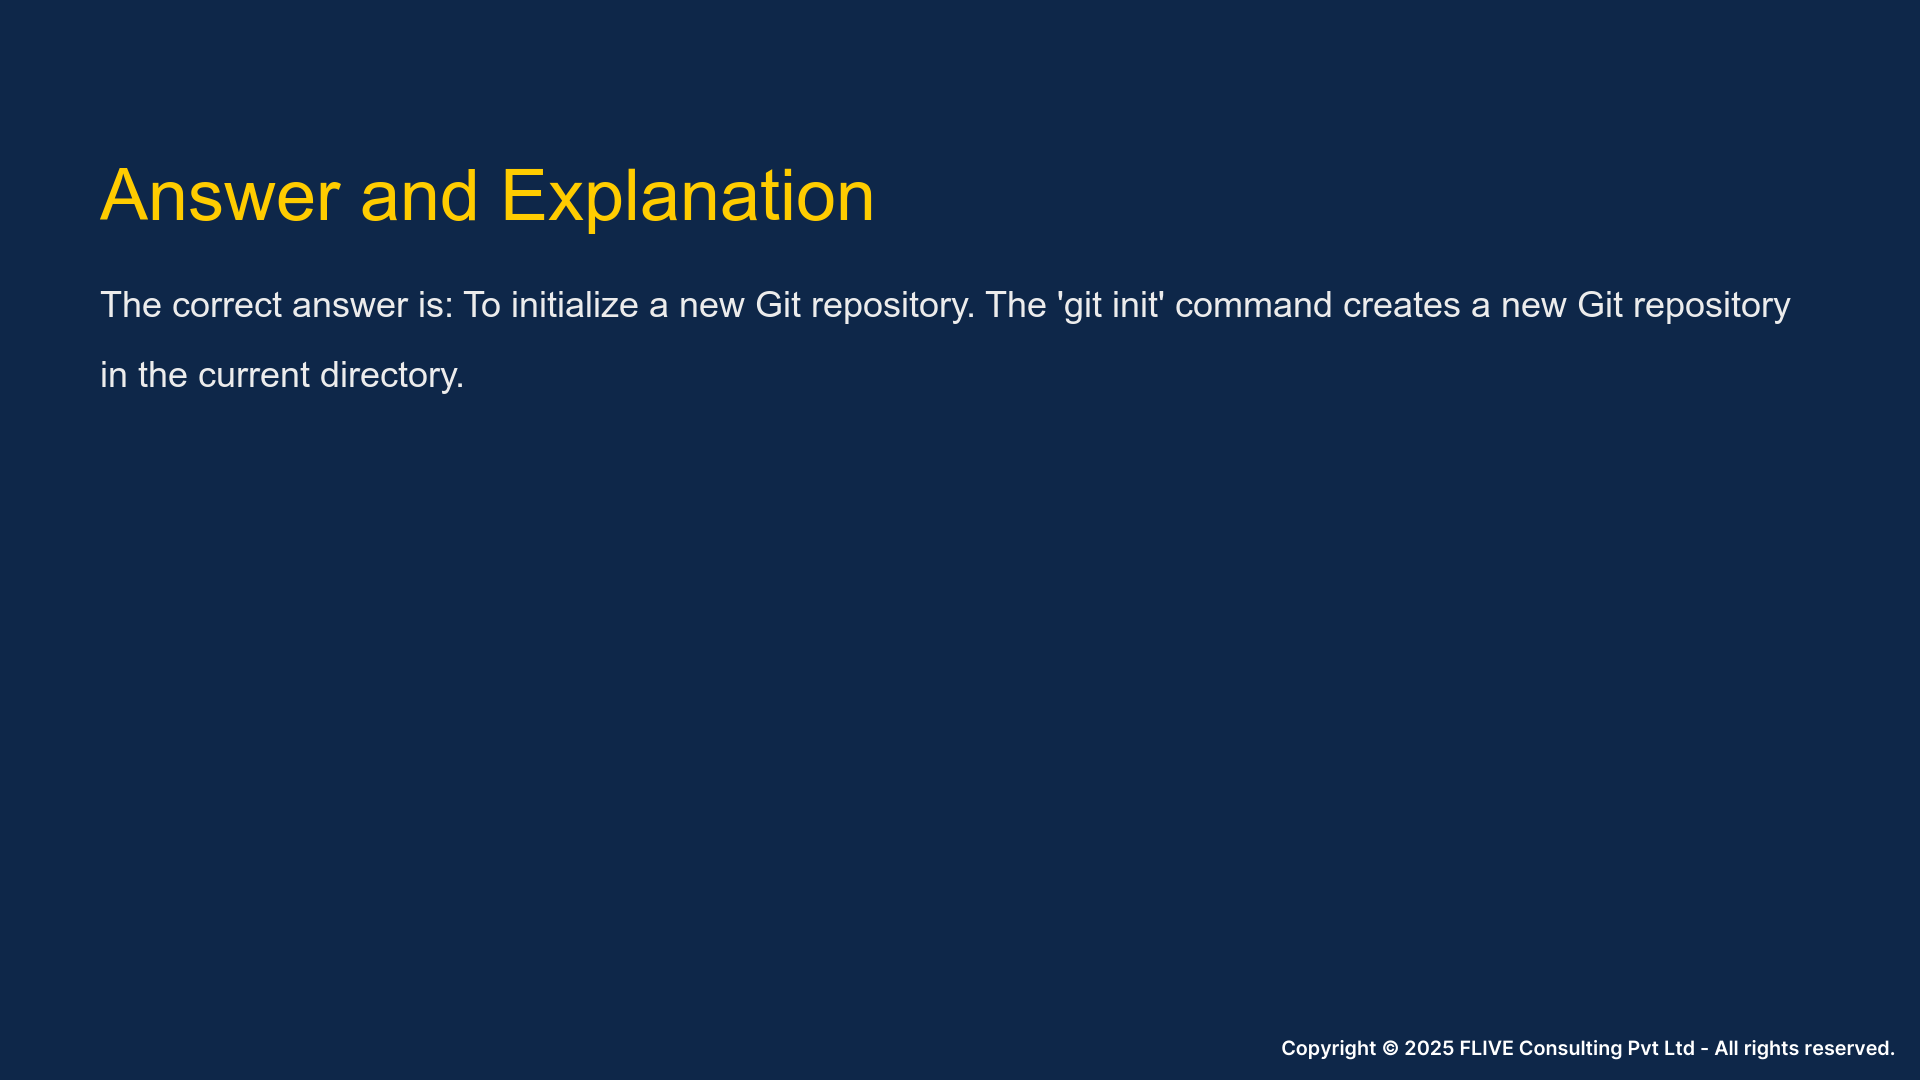 Answer and Explanation
The correct answer is: To initialize a new Git repository. The 'git init' command creates a new Git repository
in the current directory.
Copyright © 2025 FLIVE Consulting Pvt Ltd - All rights reserved.